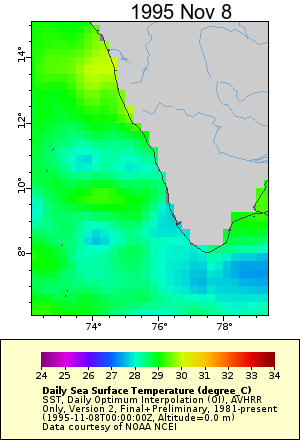 1995 Nov 8
14°
12°
10°
8°
74° 76° 78°
24 25 26 27 28 29 30 31 32 33 34
Daily Sea Surface Temperature (degree_C)
SST, Daily Optimum Interpolation (OI), AVHRR
Only, Version 2, Final+Preliminary, 1981-present
(1995-11-08T00:00:00Z, Altitude=0.0 m)
Data courtesy of NOAA NCEI